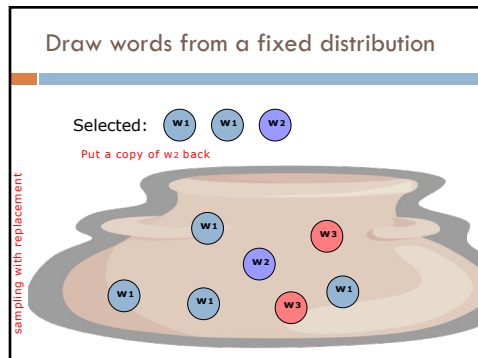 Draw words from a fixed distribution
Selected: w1 w1 w2
Put a copy of w2 back
sampling with replacement
w1
w3
w2
w1
w1
w3
w1